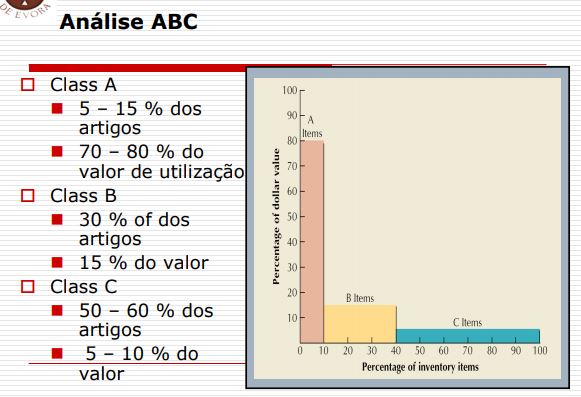 DE EVORA
Análise ABC
Class A
5 – 15 % dos
artigos
70 – 80 % do
valor de utilização
Class B
30 % of dos
artigos
15 % do valor
Class C
50 – 60 % dos
artigos
5 – 10 % do
valor
Percentage of dollar value
100
90
80
70
60
50
40
30
20
10
A
Items
B Items
C Items
0 10 20 30 40 50 60 70 80 90 100
Percentage of inventory items